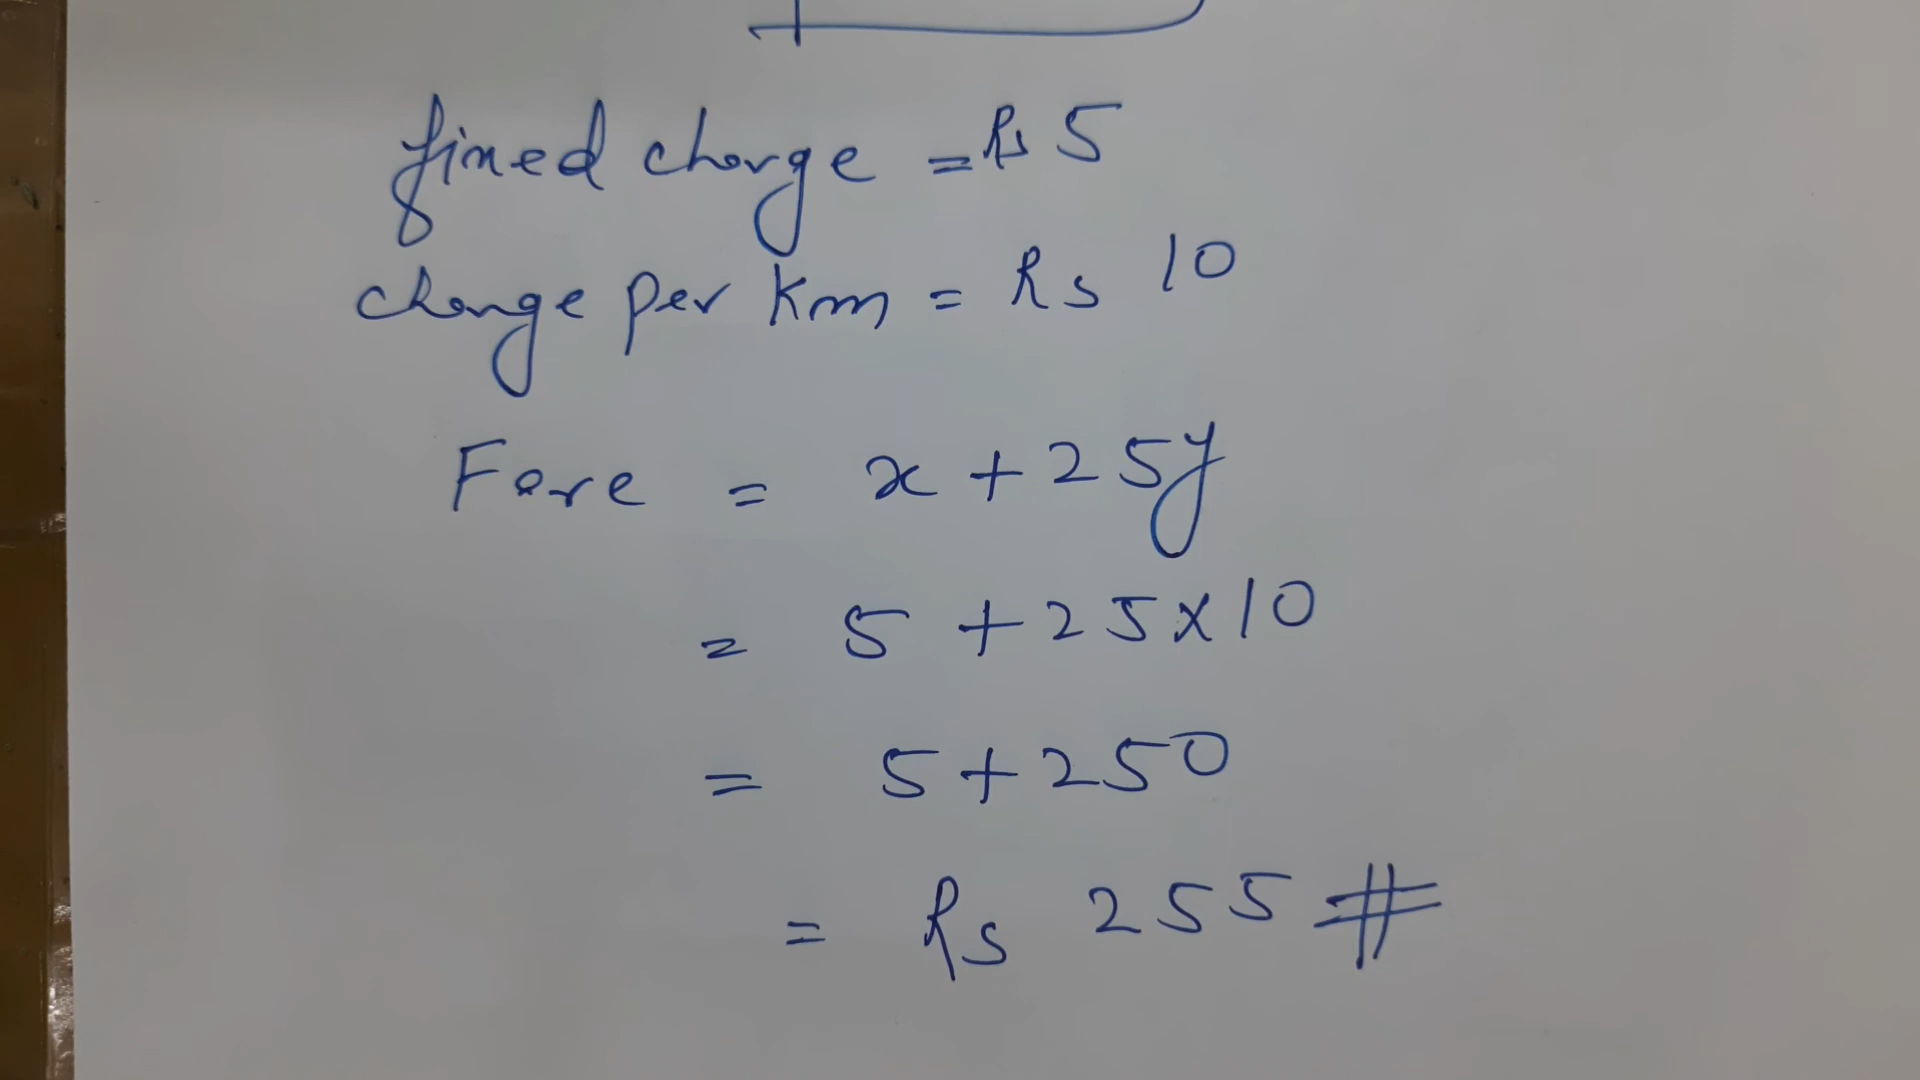 fixed charge = Rs 5
charge per km = Rs 10
Fare = x + 25y
= 5 + 25 x 10
= 5 + 250
= Rs 255 #